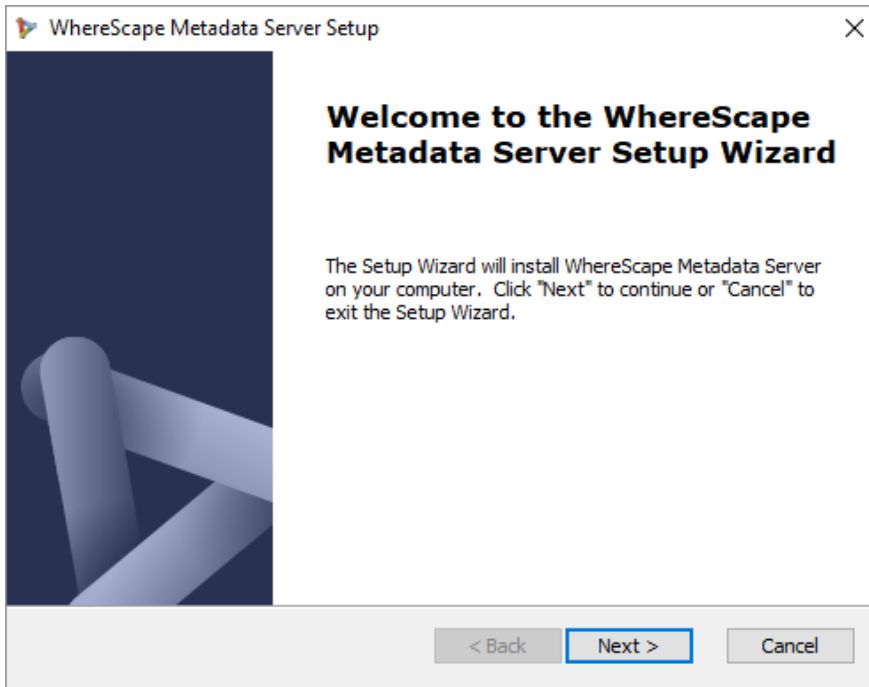 WhereScape Metadata Server Setup
Welcome to the WhereScape
Metadata Server Setup Wizard
The Setup Wizard will install WhereScape Metadata Server
on your computer.  Click "Next" to continue or "Cancel" to
exit the Setup Wizard.
< Back
Next >
Cancel